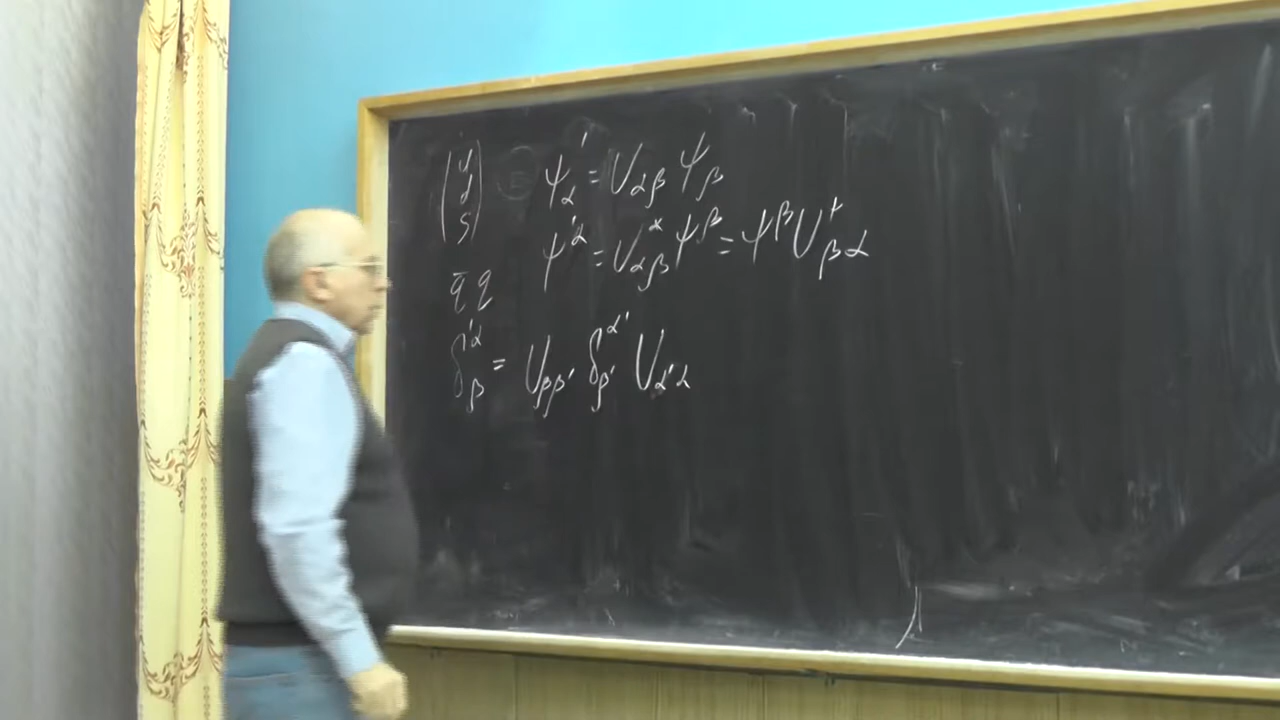 (u d s) ψ'_α = U_αβ ψ_β
ψ'^α = U*_αβ ψ^β = ψ^β U⁺_βα
q̄ q
δ'^α_β = U_ββ' δ^α'_β' U_α'α